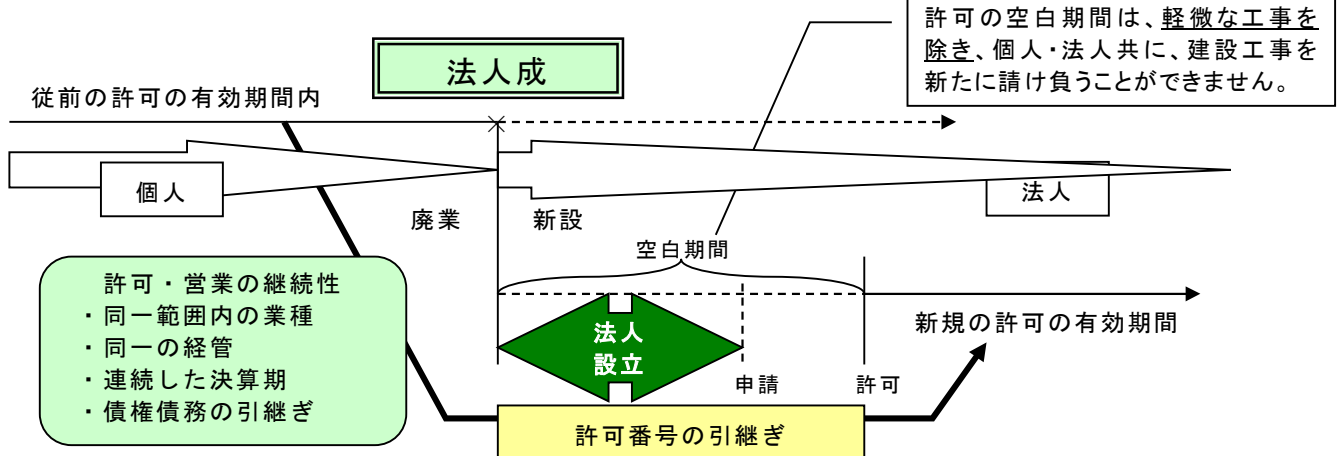 許可の空白期間は、軽微な工事を
除き、個人・法人共に、建設工事を
新たに請け負うことができません。
法人成
従前の許可の有効期間内
個人
法人
廃業
新設
空白期間
許可・営業の継続性
・同一範囲内の業種
・同一の経管
・連続した決算期
・債権債務の引継ぎ
法人
設立
新規の許可の有効期間
申請
許可
許可番号の引継ぎ